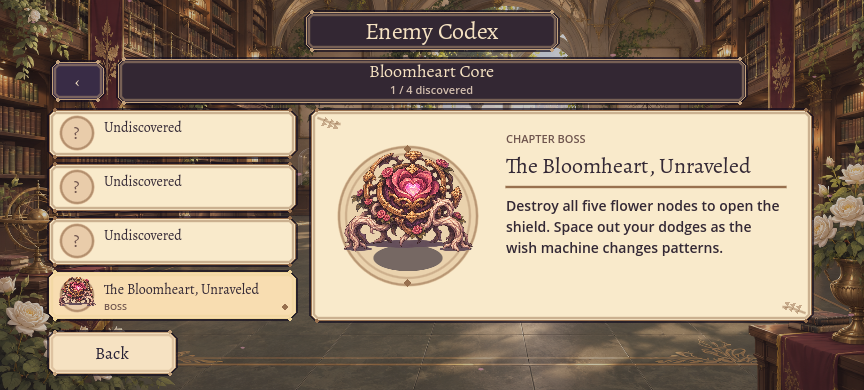 Enemy Codex
‹
Bloomheart Core
1 / 4 discovered
? Undiscovered
? Undiscovered
? Undiscovered
The Bloomheart, Unraveled
BOSS
Back
CHAPTER BOSS
The Bloomheart, Unraveled
Destroy all five flower nodes to open the
shield. Space out your dodges as the
wish machine changes patterns.